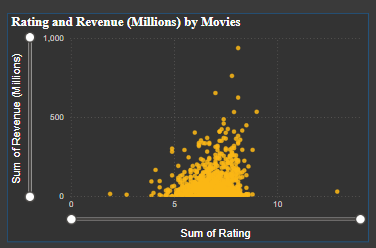 Rating and Revenue (Millions) by Movies
1,000
500
0
0
5
10
Sum of Revenue (Millions)
Sum of Rating